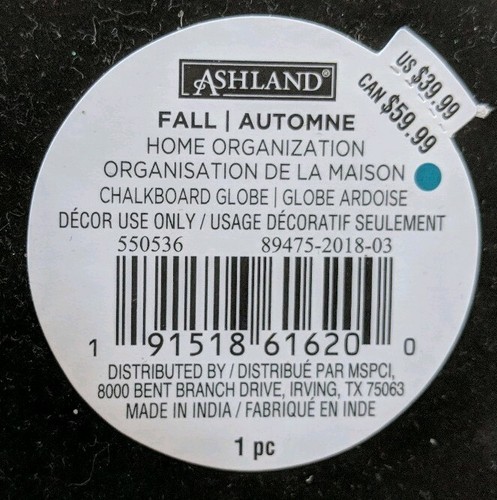 ASHLAND®
US $39.99
CAN $59.99
FALL | AUTOMNE
HOME ORGANIZATION
ORGANISATION DE LA MAISON
CHALKBOARD GLOBE | GLOBE ARDOISE
DÉCOR USE ONLY / USAGE DÉCORATIF SEULEMENT
550536 89475-2018-03
1 91518 61620 0
DISTRIBUTED BY / DISTRIBUÉ PAR MSPCI,
8000 BENT BRANCH DRIVE, IRVING, TX 75063
MADE IN INDIA / FABRIQUÉ EN INDE
1 pc